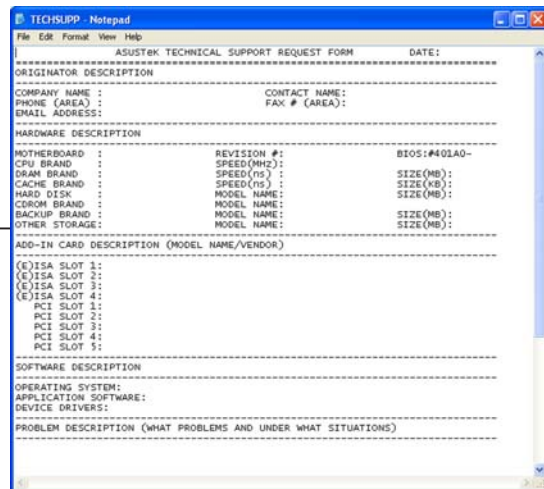 TECHSUPP - Notepad
File Edit Format View Help
ASUSTeK TECHNICAL SUPPORT REQUEST FORM DATE:
ORIGINATOR DESCRIPTION
COMPANY NAME : CONTACT NAME:
PHONE (AREA) : FAX # (AREA):
EMAIL ADDRESS:
HARDWARE DESCRIPTION
MOTHERBOARD : REVISION #: BIOS:#401A0-
CPU BRAND : SPEED(MHz):
DRAM BRAND : SPEED(ns) : SIZE(MB):
CACHE BRAND : SPEED(ns) : SIZE(KB):
HARD DISK : MODEL NAME: SIZE(MB):
CDROM BRAND : MODEL NAME:
BACKUP BRAND : MODEL NAME: SIZE(MB):
OTHER STORAGE: MODEL NAME: SIZE(MB):
ADD-IN CARD DESCRIPTION (MODEL NAME/VENDOR)
(E)ISA SLOT 1:
(E)ISA SLOT 2:
(E)ISA SLOT 3:
(E)ISA SLOT 4:
PCI SLOT 1:
PCI SLOT 2:
PCI SLOT 3:
PCI SLOT 4:
PCI SLOT 5:
SOFTWARE DESCRIPTION
OPERATING SYSTEM:
APPLICATION SOFTWARE:
DEVICE DRIVERS:
PROBLEM DESCRIPTION (WHAT PROBLEMS AND UNDER WHAT SITUATIONS)